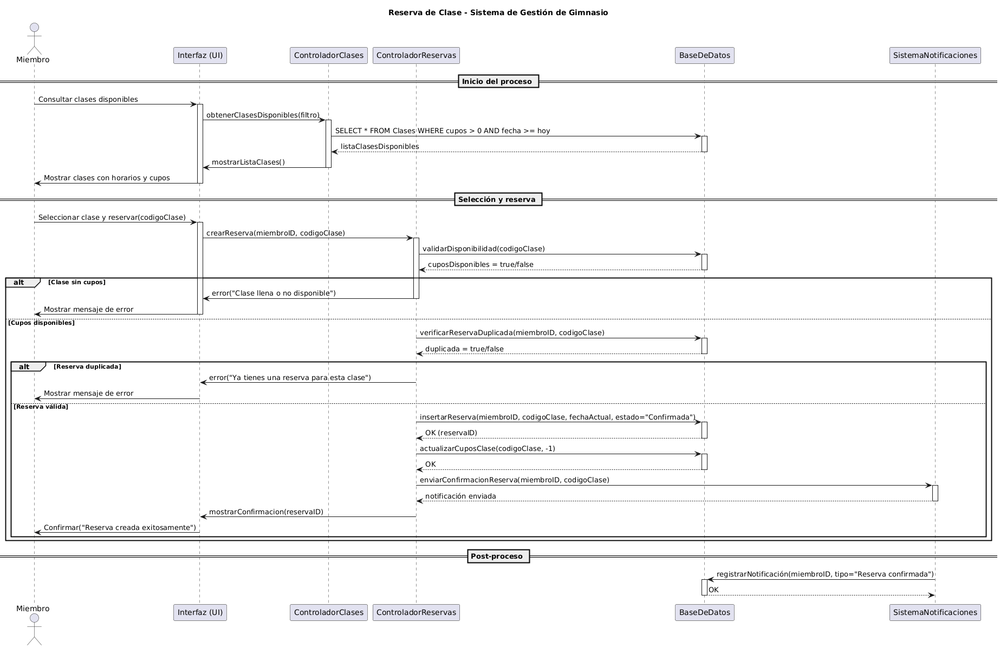 Reserva de Clase - Sistema de Gestión de Gimnasio
Miembro
Interfaz (UI)
ControladorClases
ControladorReservas
BaseDeDatos
SistemaNotificaciones
Inicio del proceso
Consultar clases disponibles
obtenerClasesDisponibles(filtro)
SELECT * FROM Clases WHERE cupos > 0 AND fecha >= hoy
listaClasesDisponibles
mostrarListaClases()
Mostrar clases con horarios y cupos
Selección y reserva
Seleccionar clase y reservar(codigoClase)
crearReserva(miembroID, codigoClase)
validarDisponibilidad(codigoClase)
cuposDisponibles = true/false
alt [Clase sin cupos]
error("Clase llena o no disponible")
Mostrar mensaje de error
[Cupos disponibles]
verificarReservaDuplicada(miembroID, codigoClase)
duplicada = true/false
alt [Reserva duplicada]
error("Ya tienes una reserva para esta clase")
Mostrar mensaje de error
[Reserva válida]
insertarReserva(miembroID, codigoClase, fechaActual, estado="Confirmada")
OK (reservaID)
actualizarCuposClase(codigoClase, -1)
OK
enviarConfirmacionReserva(miembroID, codigoClase)
notificación enviada
mostrarConfirmacion(reservaID)
Confirmar("Reserva creada exitosamente")
Post-proceso
registrarNotificación(miembroID, tipo="Reserva confirmada")
OK
Miembro
Interfaz (UI)
ControladorClases
ControladorReservas
BaseDeDatos
SistemaNotificaciones